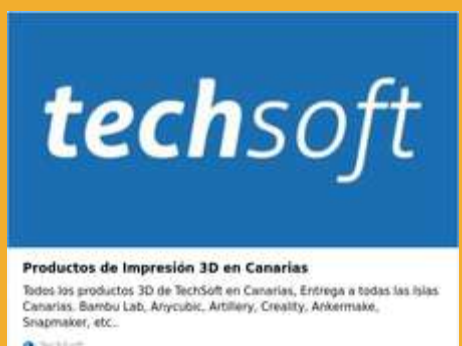 techsoft
Productos de Impresión 3D en Canarias
Todos los productos 3D de TechSoft en Canarias, Entrega a todas las Islas
Canarias. Bambu Lab, Anycubic, Artillery, Creality, Ankermake,
Snapmaker, etc..
TechSoft